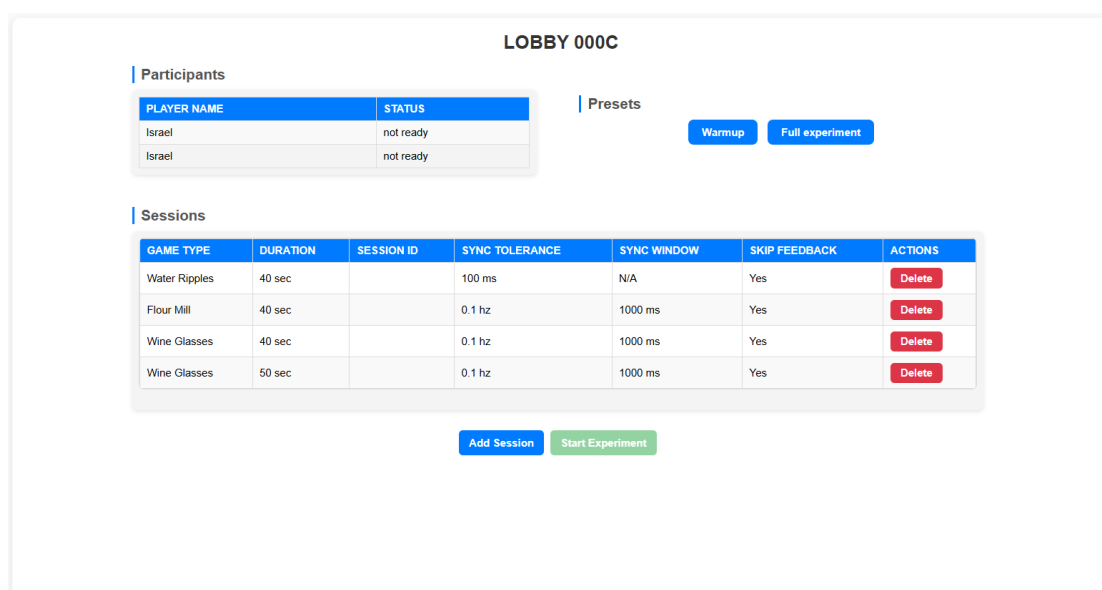 LOBBY 000C
Participants
PLAYER NAME STATUS
Israel not ready
Israel not ready
Presets
Warmup Full experiment
Sessions
GAME TYPE DURATION SESSION ID SYNC TOLERANCE SYNC WINDOW SKIP FEEDBACK ACTIONS
Water Ripples 40 sec 100 ms N/A Yes Delete
Flour Mill 40 sec 0.1 hz 1000 ms Yes Delete
Wine Glasses 40 sec 0.1 hz 1000 ms Yes Delete
Wine Glasses 50 sec 0.1 hz 1000 ms Yes Delete
Add Session Start Experiment